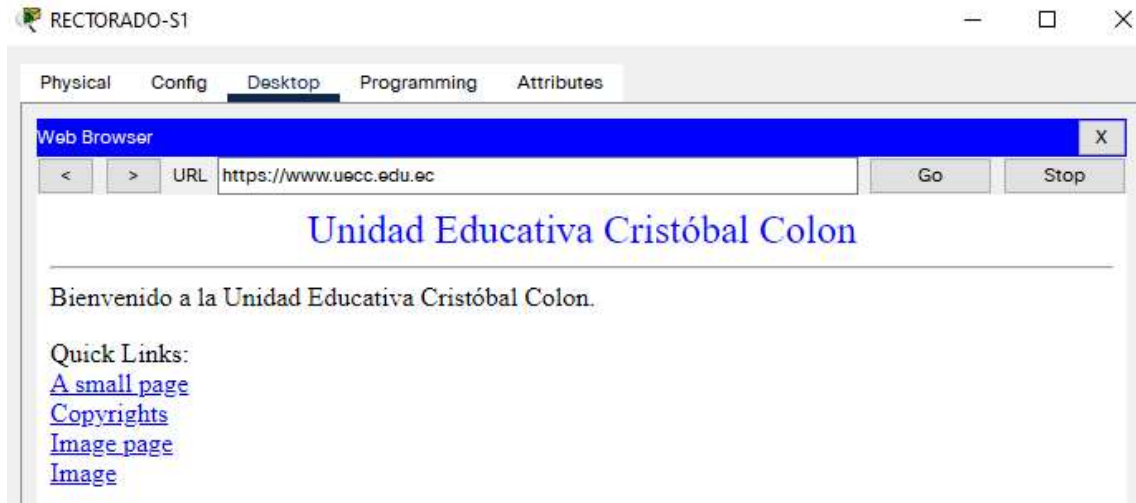 RECTORADO-S1
Physical Config Desktop Programming Attributes
Web Browser X
< > URL https://www.uecc.edu.ec Go Stop
Unidad Educativa Cristóbal Colon
Bienvenido a la Unidad Educativa Cristóbal Colon.
Quick Links:
A small page
Copyrights
Image page
Image